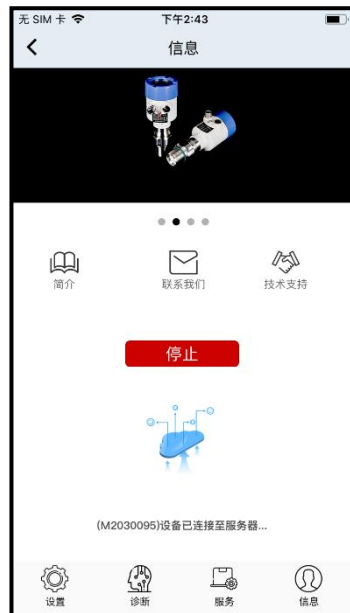 无 SIM 卡 下午2:43
信息
简介 联系我们 技术支持
停止
(M2030095)设备已连接至服务器...
设置 诊断 服务 信息